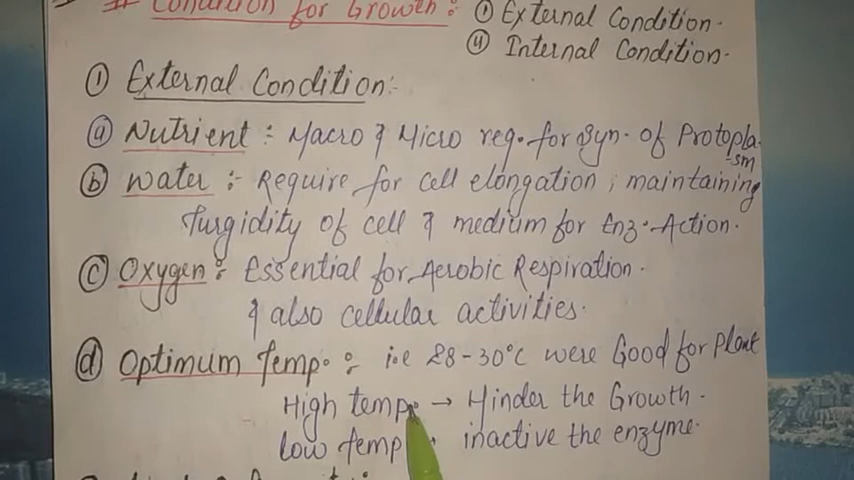 # Condition for Growth : ① External Condition.
② Internal Condition.
① External Condition:-
ⓐ Nutrient : Macro & Micro req. for Syn. of Protopla-
-sm
ⓑ Water :- Require for cell elongation ; maintaining
Turgidity of cell & medium for Enz. Action.
ⓒ Oxygen : Essential for Aerobic Respiration.
& also cellular activities.
ⓓ Optimum Temp. : i.e 28-30°C were Good for plant
High temp. → Hinder the Growth.
Low temp inactive the enzyme.